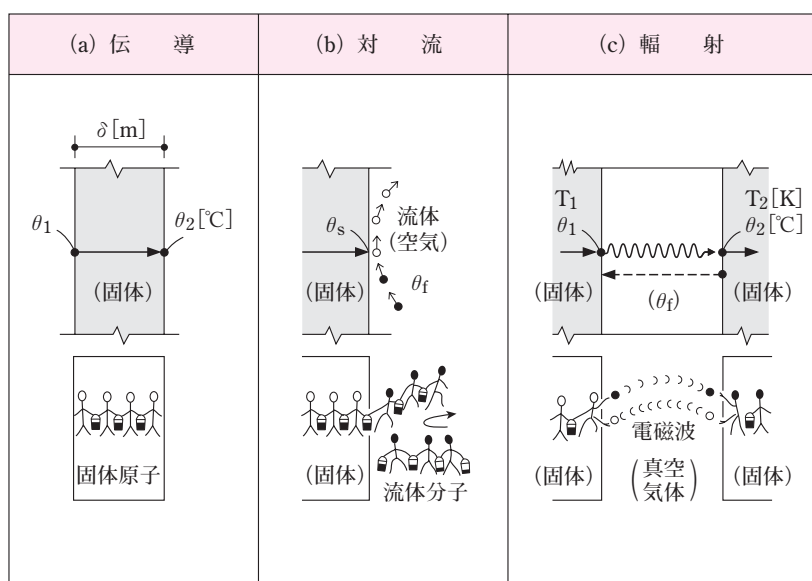 (a) 伝 導
δ[m]
θ1
θ2[℃]
(固体)
固体原子
(b) 対 流
θs
流体
(空気)
θf
(固体)
(固体)
流体分子
(c) 輻 射
T1
θ1
T2[K]
θ2
[℃]
(固体)
(θf)
(固体)
電磁波
(固体)
(真空
気体)
(固体)